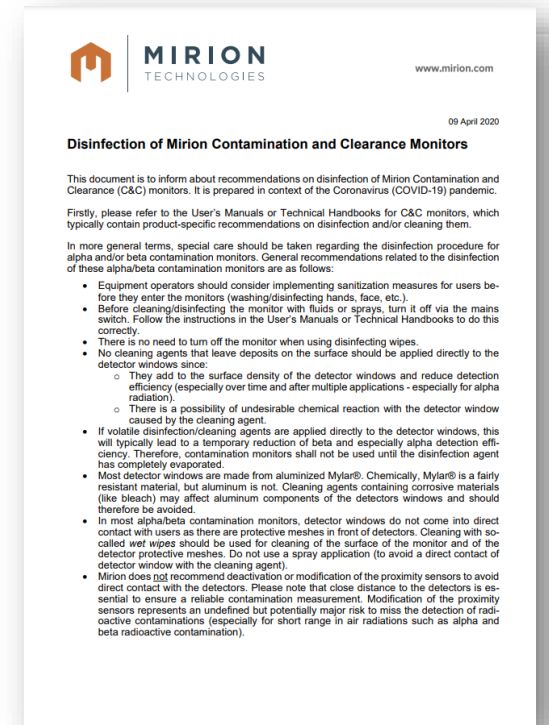 MIRION
TECHNOLOGIES
www.mirion.com
09 April 2020
Disinfection of Mirion Contamination and Clearance Monitors
This document is to inform about recommendations on disinfection of Mirion Contamination and
Clearance (C&C) monitors. It is prepared in context of the Coronavirus (COVID-19) pandemic.
Firstly, please refer to the User's Manuals or Technical Handbooks for C&C monitors, which
typically contain product-specific recommendations on disinfection and/or cleaning them.
In more general terms, special care should be taken regarding the disinfection procedure for
alpha and/or beta contamination monitors. General recommendations related to the disinfection
of these alpha/beta contamination monitors are as follows:
• Equipment operators should consider implementing sanitization measures for users be-
fore they enter the monitors (washing/disinfecting hands, face, etc.).
• Before cleaning/disinfecting the monitor with fluids or sprays, turn it off via the mains
switch. Follow the instructions in the User's Manuals or Technical Handbooks to do this
correctly.
• There is no need to turn off the monitor when using disinfecting wipes.
• No cleaning agents that leave deposits on the surface should be applied directly to the
detector windows since:
o They add to the surface density of the detector windows and reduce detection
efficiency (especially over time and after multiple applications - especially for alpha
radiation).
o There is a possibility of undesirable chemical reaction with the detector window
caused by the cleaning agent.
• If volatile disinfection/cleaning agents are applied directly to the detector windows, this
will typically lead to a temporary reduction of beta and especially alpha detection effi-
ciency. Therefore, contamination monitors shall not be used until the disinfection agent
has completely evaporated.
• Most detector windows are made from aluminized Mylar®. Chemically, Mylar® is a fairly
resistant material, but aluminum is not. Cleaning agents containing corrosive materials
(like bleach) may affect aluminum components of the detectors windows and should
therefore be avoided.
• In most alpha/beta contamination monitors, detector windows do not come into direct
contact with users as there are protective meshes in front of detectors. Cleaning with so-
called wet wipes should be used for cleaning of the surface of the monitor and of the
detector protective meshes. Do not use a spray application (to avoid a direct contact of
detector window with the cleaning agent).
• Mirion does not recommend deactivation or modification of the proximity sensors to avoid
direct contact with the detectors. Please note that close distance to the detectors is es-
sential to ensure a reliable contamination measurement. Modification of the proximity
sensors represents an undefined but potentially major risk to miss the detection of radi-
oactive contaminations (especially for short range in air radiations such as alpha and
beta radioactive contamination).